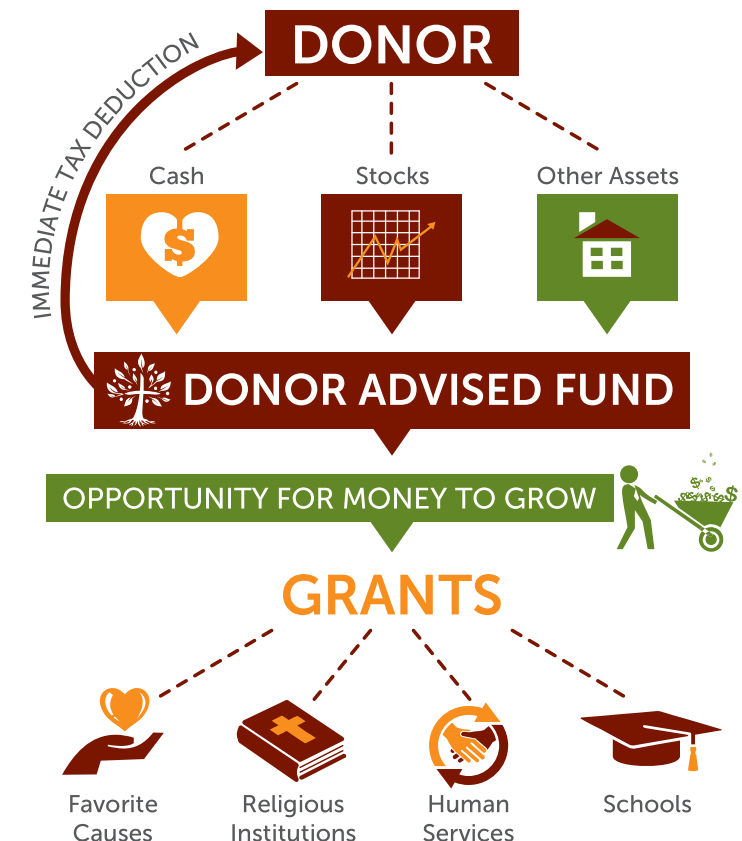 DONOR
IMMEDIATE TAX DEDUCTION
Cash
Stocks
Other Assets
$
DONOR ADVISED FUND
OPPORTUNITY FOR MONEY TO GROW
GRANTS
Favorite
Causes
Religious
Institutions
Human
Services
Schools